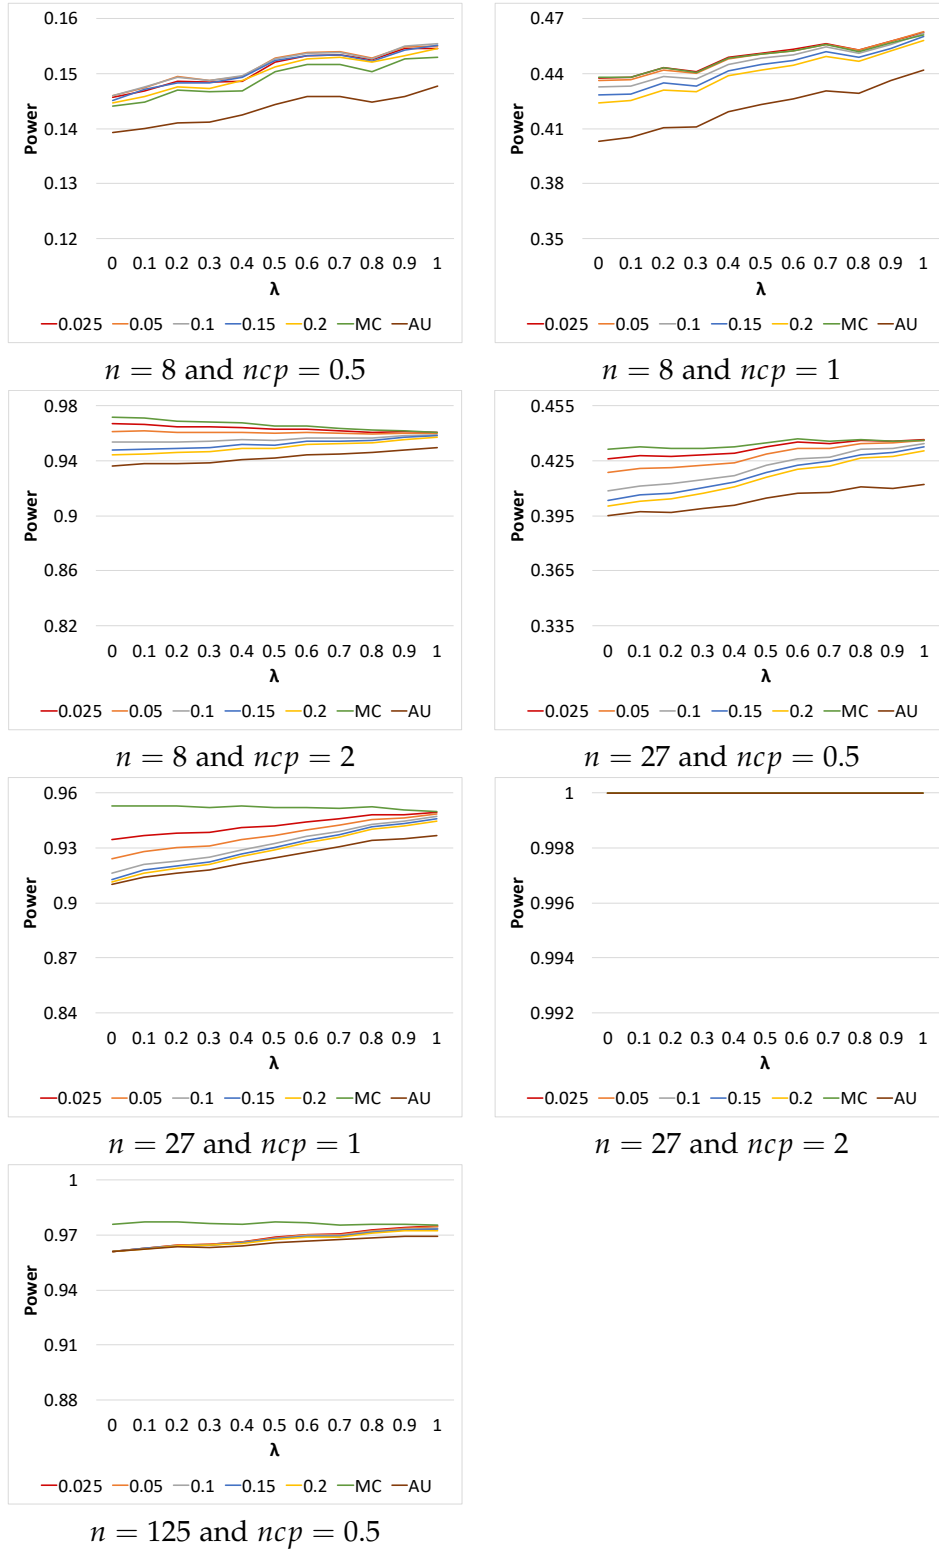 0.16
0.15
0.14
0.13
0.12
Power
0 0.1 0.2 0.3 0.4 0.5 0.6 0.7 0.8 0.9 1
λ
0.025 0.05 0.1 0.15 0.2 MC AU
n = 8 and ncp = 0.5
0.47
0.44
0.41
0.38
0.35
Power
0 0.1 0.2 0.3 0.4 0.5 0.6 0.7 0.8 0.9 1
λ
0.025 0.05 0.1 0.15 0.2 MC AU
n = 8 and ncp = 1
0.98
0.94
0.9
0.86
0.82
Power
0 0.1 0.2 0.3 0.4 0.5 0.6 0.7 0.8 0.9 1
λ
0.025 0.05 0.1 0.15 0.2 MC AU
n = 8 and ncp = 2
0.455
0.425
0.395
0.365
0.335
Power
0 0.1 0.2 0.3 0.4 0.5 0.6 0.7 0.8 0.9 1
λ
0.025 0.05 0.1 0.15 0.2 MC AU
n = 27 and ncp = 0.5
0.96
0.93
0.9
0.87
0.84
Power
0 0.1 0.2 0.3 0.4 0.5 0.6 0.7 0.8 0.9 1
λ
0.025 0.05 0.1 0.15 0.2 MC AU
n = 27 and ncp = 1
1
0.998
0.996
0.994
0.992
Power
0 0.1 0.2 0.3 0.4 0.5 0.6 0.7 0.8 0.9 1
λ
0.025 0.05 0.1 0.15 0.2 MC AU
n = 27 and ncp = 2
1
0.97
0.94
0.91
0.88
Power
0 0.1 0.2 0.3 0.4 0.5 0.6 0.7 0.8 0.9 1
λ
0.025 0.05 0.1 0.15 0.2 MC AU
n = 125 and ncp = 0.5